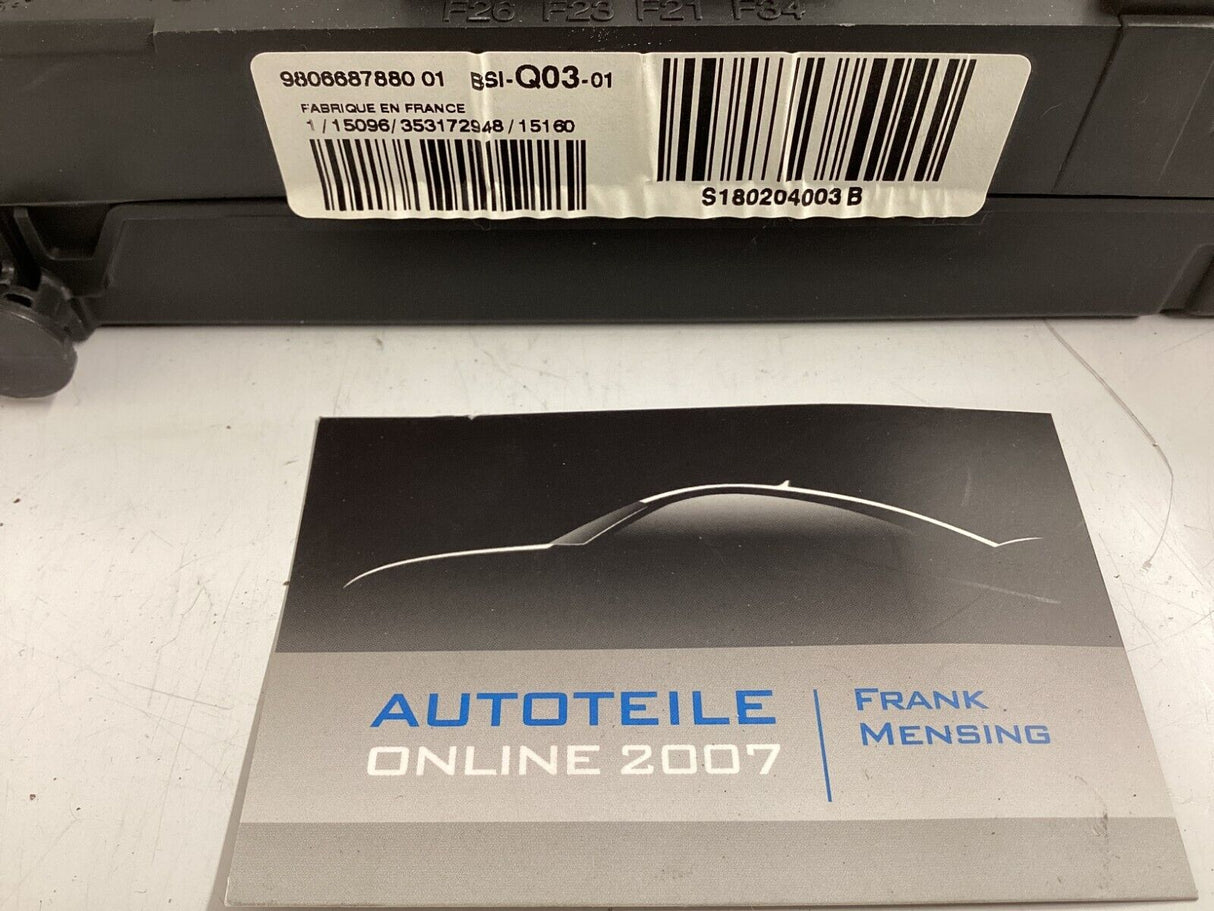 F26 F23 F21 F34
9806687880 01 BSI-Q03-01
FABRIQUE EN FRANCE
1/15096/353172948/15160
S180204003B
AUTOTEILE
ONLINE 2007
FRANK
MENSING